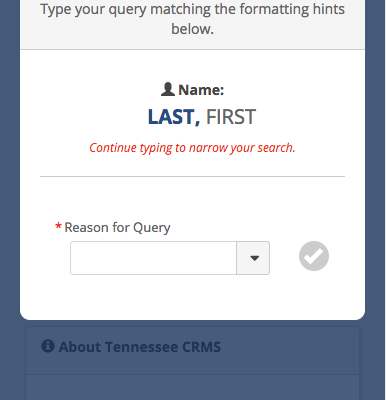 Type your query matching the formatting hints
below.
Name:
LAST, FIRST
Continue typing to narrow your search.
* Reason for Query
About Tennessee CRMS